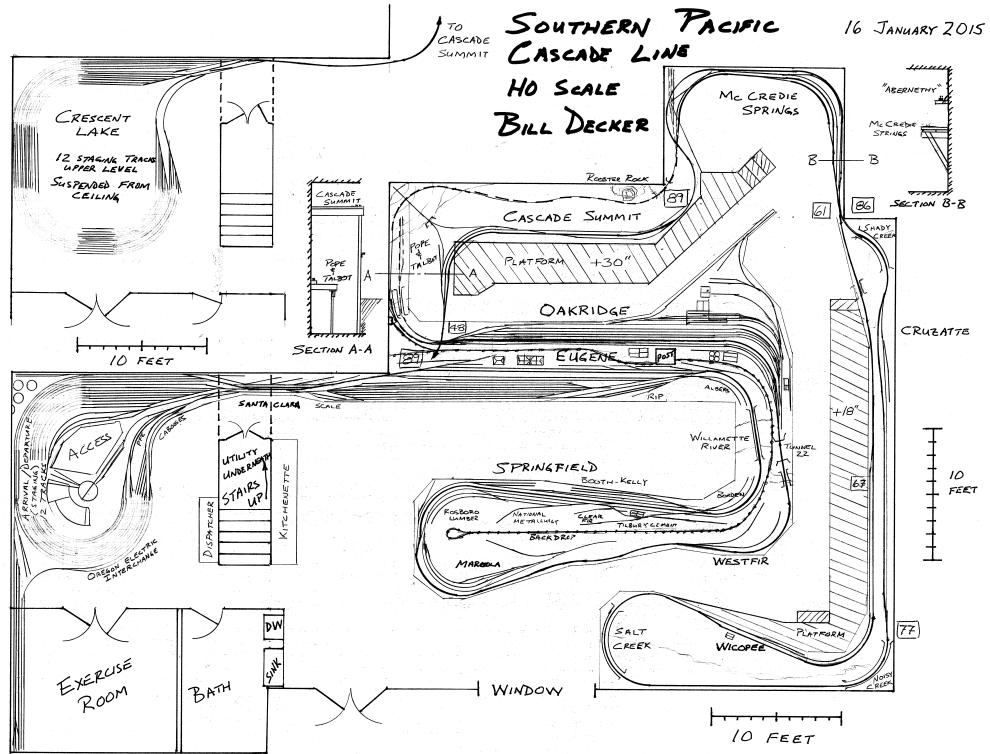 SOUTHERN PACIFIC
CASCADE LINE
HO SCALE
BILL DECKER
16 JANUARY 2015
TO
CASCADE
SUMMIT
CRESCENT
LAKE
12 STAGING TRACKS
UPPER LEVEL
SUSPENDED FROM
CEILING
10 FEET
CASCADE
SUMMIT
POPE
&
TALBOT
SECTION A-A
MC CREDIE
SPRINGS
B B
"ABERNETHY"
MC CREDIE
SPRINGS
SECTION B-B
ROOSTER ROCK
89
CASCADE SUMMIT
61
86
SHADY
CREEK
POPE
&
TALBOT
A A
PLATFORM +30"
OAKRIDGE
48
89
EUGENE
POST
CRUZATTE
+18"
SANTA CLARA
SCALE
RIP
ALBERS
ARRIVAL/DEPARTURE
(STAGING)
12 TRACKS
ACCESS
PFE
CABOOSES
UTILITY
UNDERNEATH
STAIRS
UP
DISPATCHER
KITCHENETTE
OREGON ELECTRIC
INTERCHANGE
WILLAMETTE
RIVER
TUNNEL
22
SPRINGFIELD
BOOTH-KELLY
BORDEN
ROSBORO
LUMBER
NATIONAL
METALLURGY
CLEAR
FIR
TILBURY CEMENT
BACKDROP
MARCOLA
WESTFIR
67
10
FEET
SALT
CREEK
WICOPEE
PLATFORM
77
NOISY
CREEK
EXERCISE
ROOM
BATH
DW
SINK
WINDOW
10 FEET